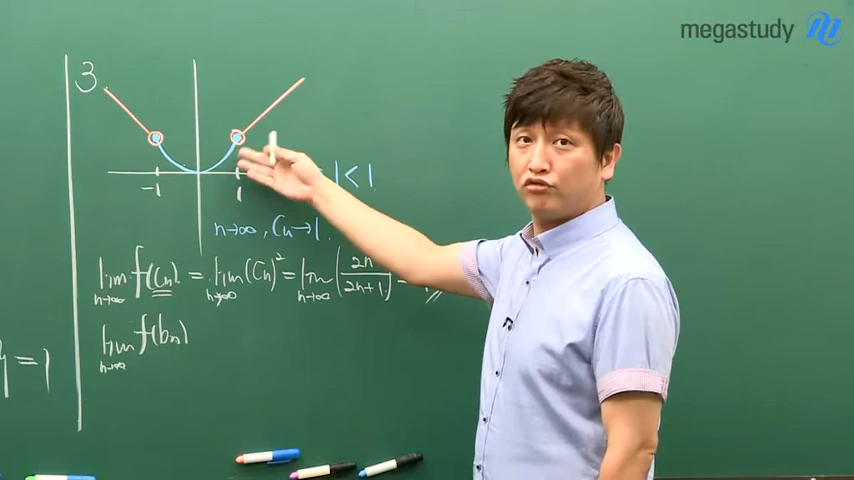 megastudy
3
-1
1
1<1
n→∞, Cn→1.
lim f(Cn) = lim (Cn)² = lim (2n/2n+1)
n→∞ n→∞ n→∞
lim f(bn)
n→∞
=1